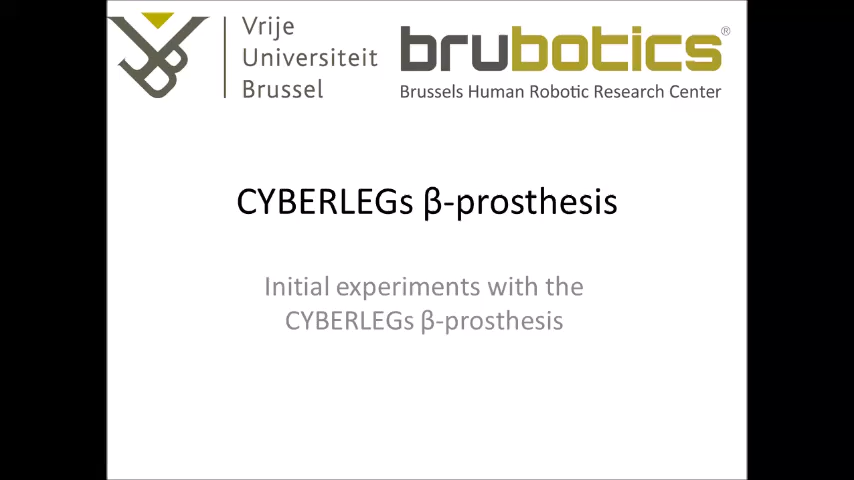 Vrije
Universiteit
Brussel
brubotics®
Brussels Human Robotic Research Center
CYBERLEGs β-prosthesis
Initial experiments with the
CYBERLEGs β-prosthesis